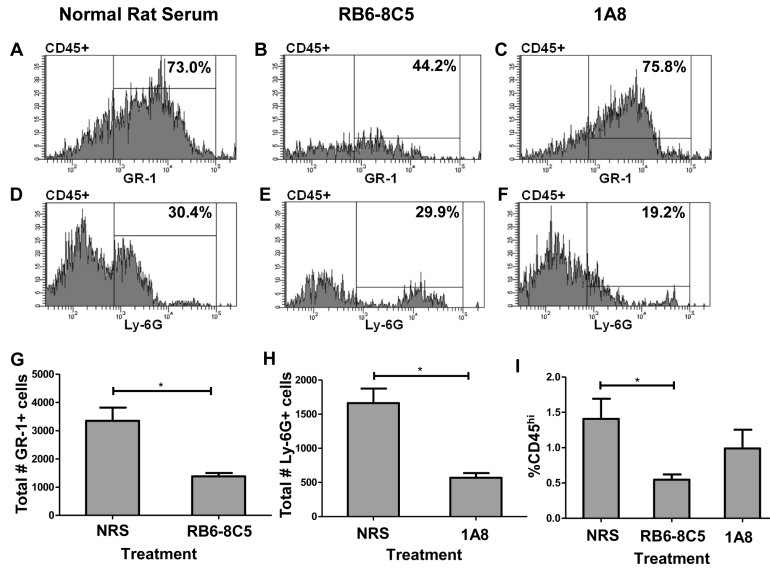 Normal Rat Serum RB6-8C5 1A8
A CD45+ 73.0%
GR-1
B CD45+ 44.2%
GR-1
C CD45+ 75.8%
GR-1
D CD45+ 30.4%
Ly-6G
E CD45+ 29.9%
Ly-6G
F CD45+ 19.2%
Ly-6G
G
Total # GR-1+ cells
5000
4000
3000
2000
1000
0
*
NRS RB6-8C5
Treatment
H
Total # Ly-6G+ cells
2000
1500
1000
500
0
*
NRS 1A8
Treatment
I
%CD45hi
2.0
1.5
1.0
0.5
0.0
*
NRS RB6-8C5 1A8
Treatment